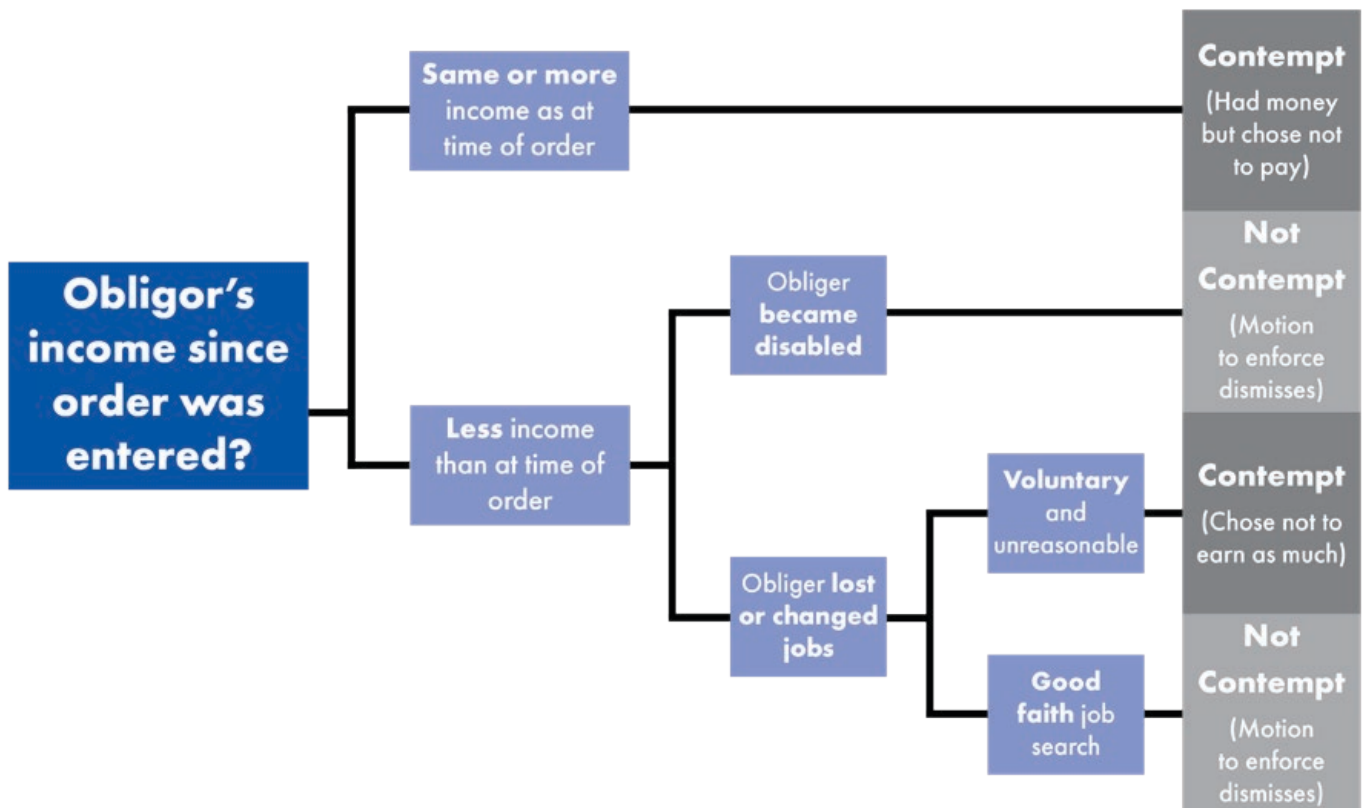 Obligor's
income since
order was
entered?
Same or more
income as at
time of order
Less income
than at time of
order
Obliger
became
disabled
Obliger lost
or changed
jobs
Voluntary
and
unreasonable
Good
faith job
search
Contempt
(Had money
but chose not
to pay)
Not
Contempt
(Motion
to enforce
dismisses)
Contempt
(Chose not to
earn as much)
Not
Contempt
(Motion
to enforce
dismisses)